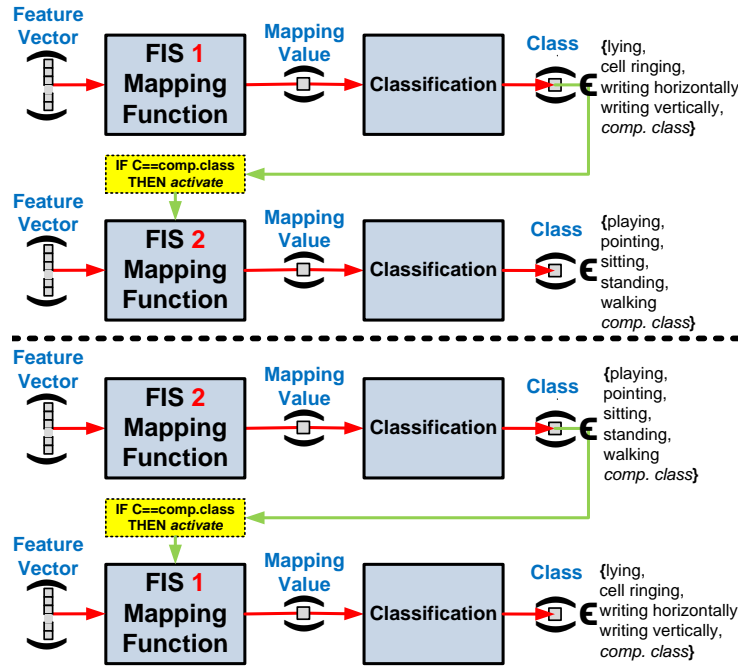 Feature
Vector
FIS 1
Mapping
Function
Mapping
Value
Classification
Class
ϵ
{lying,
cell ringing,
writing horizontally
writing vertically,
comp. class}
IF C==comp.class
THEN activate
Feature
Vector
FIS 2
Mapping
Function
Mapping
Value
Classification
Class
ϵ
{playing,
pointing,
sitting,
standing,
walking
comp. class}
Feature
Vector
FIS 2
Mapping
Function
Mapping
Value
Classification
Class
ϵ
{playing,
pointing,
sitting,
standing,
walking
comp. class}
IF C==comp.class
THEN activate
Feature
Vector
FIS 1
Mapping
Function
Mapping
Value
Classification
Class
ϵ
{lying,
cell ringing,
writing horizontally
writing vertically,
comp. class}